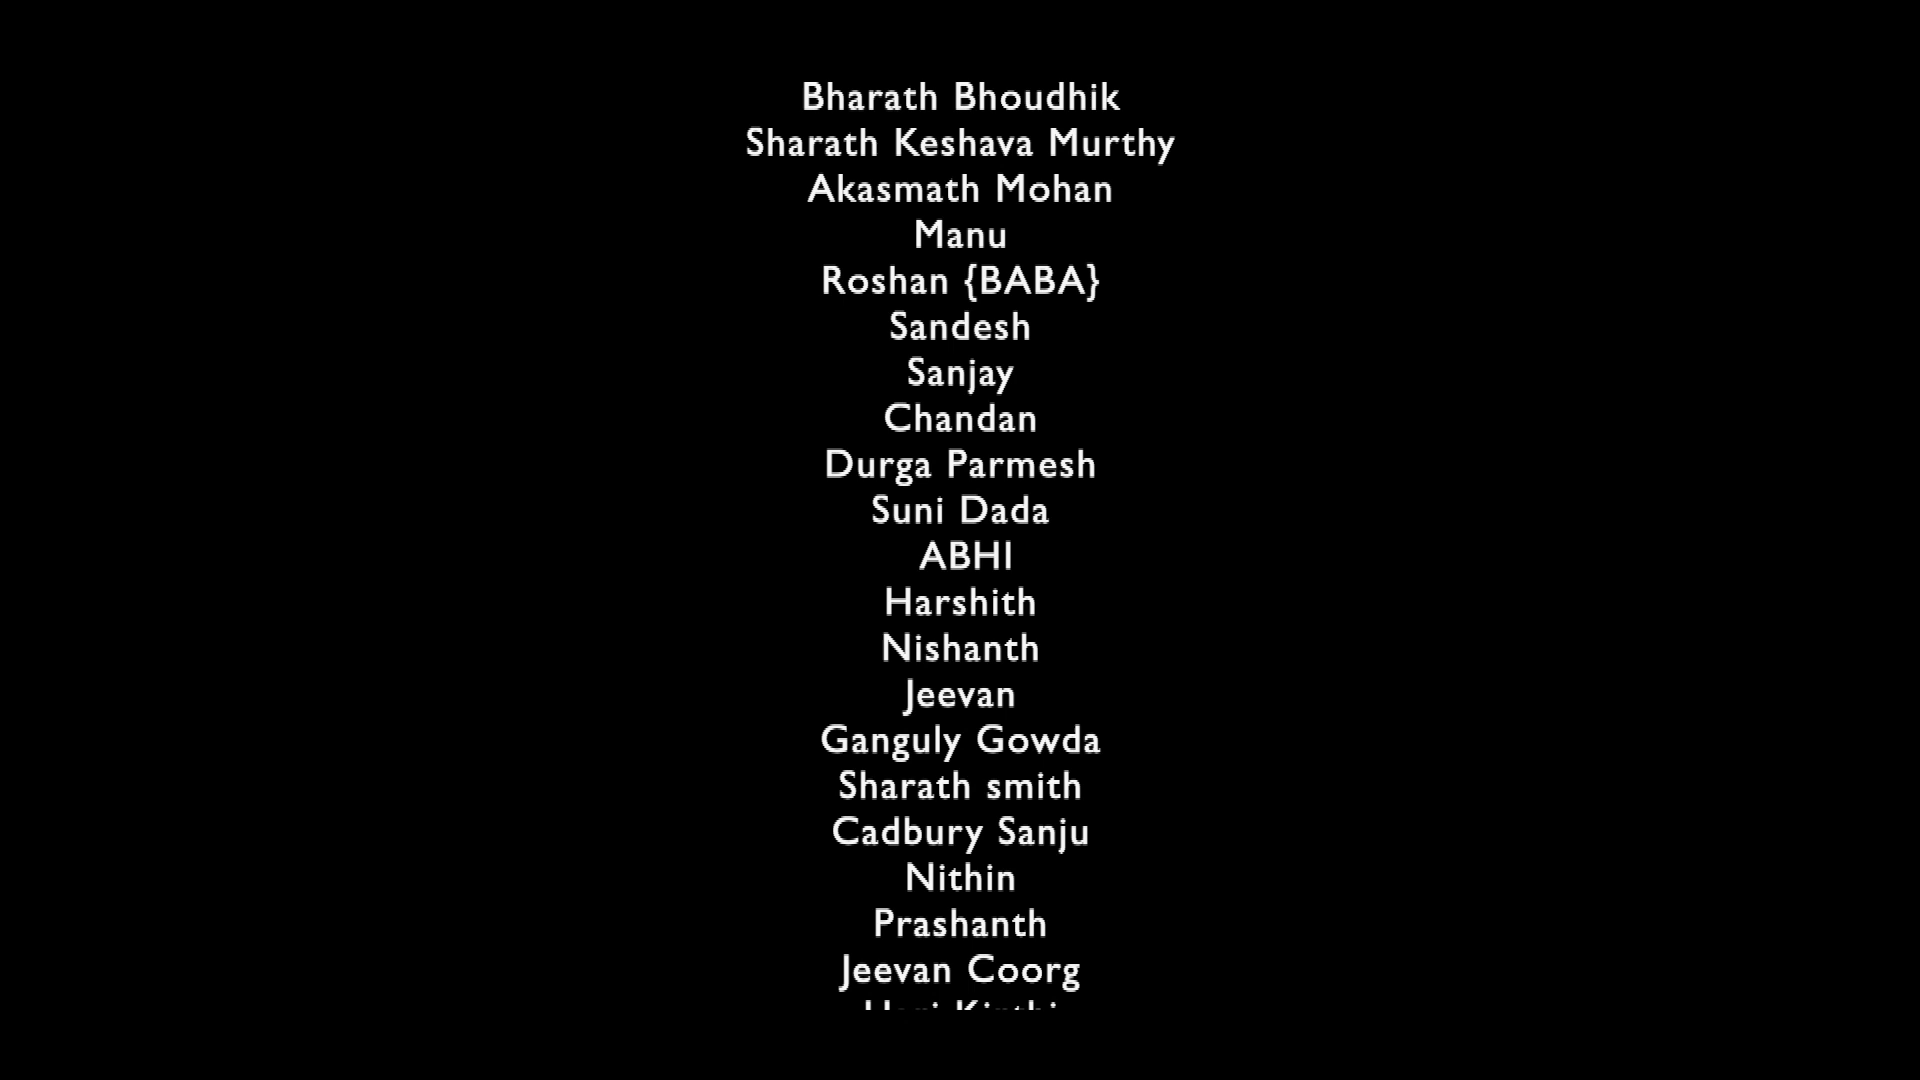 Bharath Bhoudhik
Sharath Keshava Murthy
Akasmath Mohan
Manu
Roshan {BABA}
Sandesh
Sanjay
Chandan
Durga Parmesh
Suni Dada
ABHI
Harshith
Nishanth
Jeevan
Ganguly Gowda
Sharath smith
Cadbury Sanju
Nithin
Prashanth
Jeevan Coorg